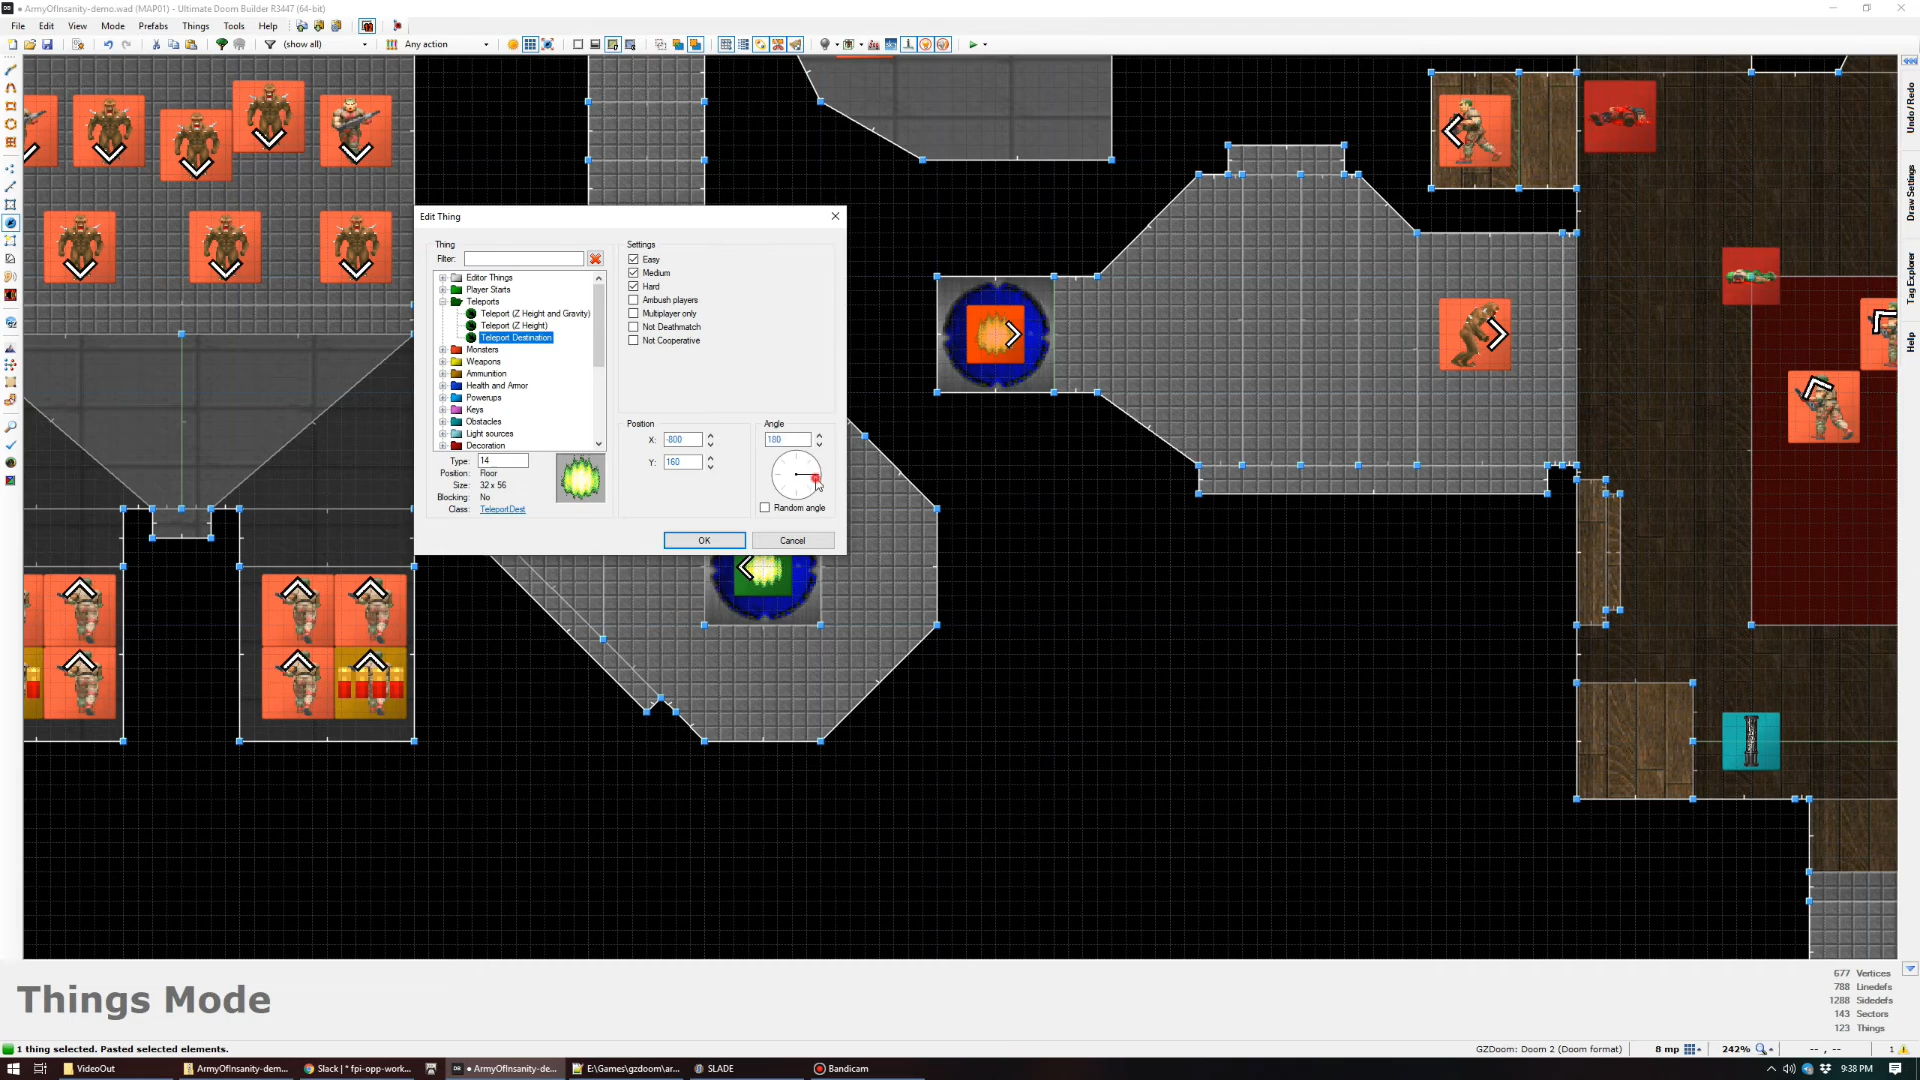 ArmyOfInsanity-demo.wad (MAP01) - Ultimate Doom Builder R3447 (64-bit)
File Edit View Mode Prefabs Things Tools Help
(show all) Any action
Edit Thing
Thing
Filter:
Editor Things
Player Starts
Teleports
Teleport (Z Height and Gravity)
Teleport (Z Height)
Teleport Destination
Monsters
Weapons
Ammunition
Health and Armor
Powerups
Keys
Obstacles
Light sources
Decoration
Type: 14
Position: Floor
Size: 32 x 56
Blocking: No
Class: TeleportDest
Settings
Easy
Medium
Hard
Ambush players
Multiplayer only
Not Deathmatch
Not Cooperative
Position
X: -800
Y: 160
Angle
180
Random angle
OK Cancel
Undo / Redo
Draw Settings
Tag Explorer
Help
Things Mode
677 Vertices
788 Linedefs
1288 Sidedefs
143 Sectors
123 Things
1 thing selected. Pasted selected elements.
GZDoom: Doom 2 (Doom format) 8 mp 242% -- , -- 1
VideoOut ArmyOfInsanity-dem... Slack | * fpi-opp-work... ArmyOfInsanity-de... E:\Games\gzdoom\ar... SLADE Bandicam 9:38 PM